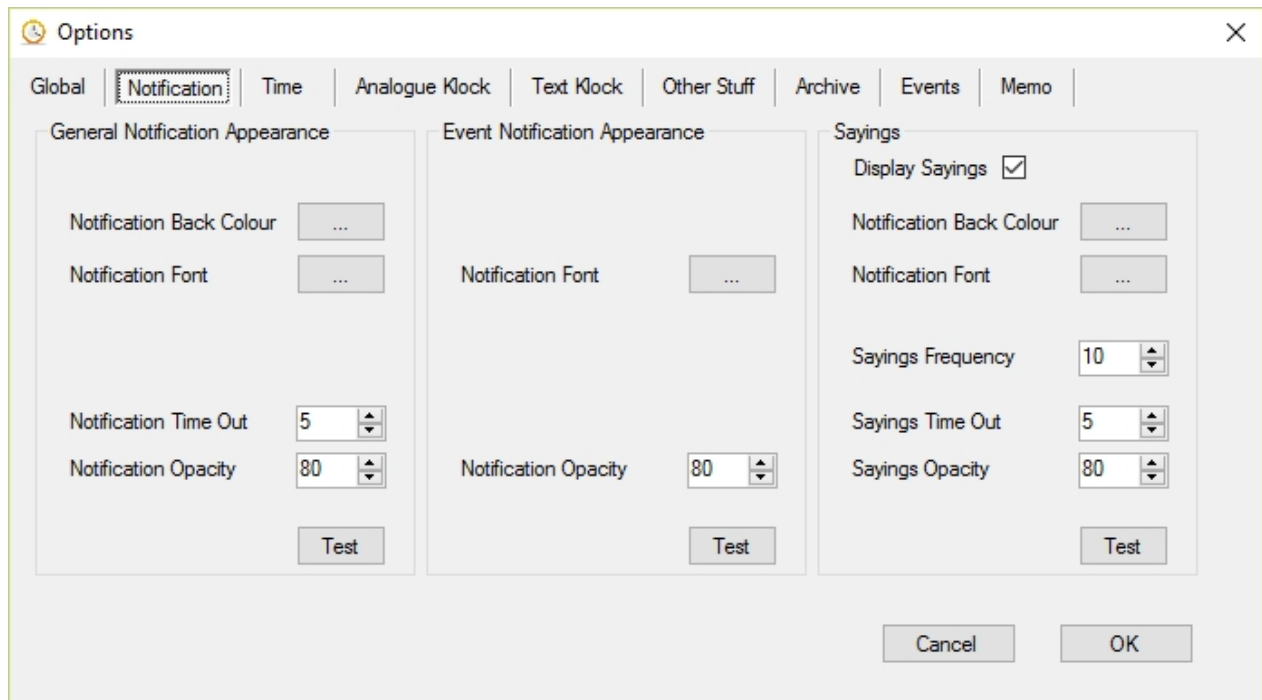 Options
Global Notification Time Analogue Klock Text Klock Other Stuff Archive Events Memo
General Notification Appearance
Notification Back Colour ...
Notification Font ...
Notification Time Out 5
Notification Opacity 80
Test
Event Notification Appearance
Notification Font ...
Notification Opacity 80
Test
Sayings
Display Sayings
Notification Back Colour ...
Notification Font ...
Sayings Frequency 10
Sayings Time Out 5
Sayings Opacity 80
Test
Cancel OK